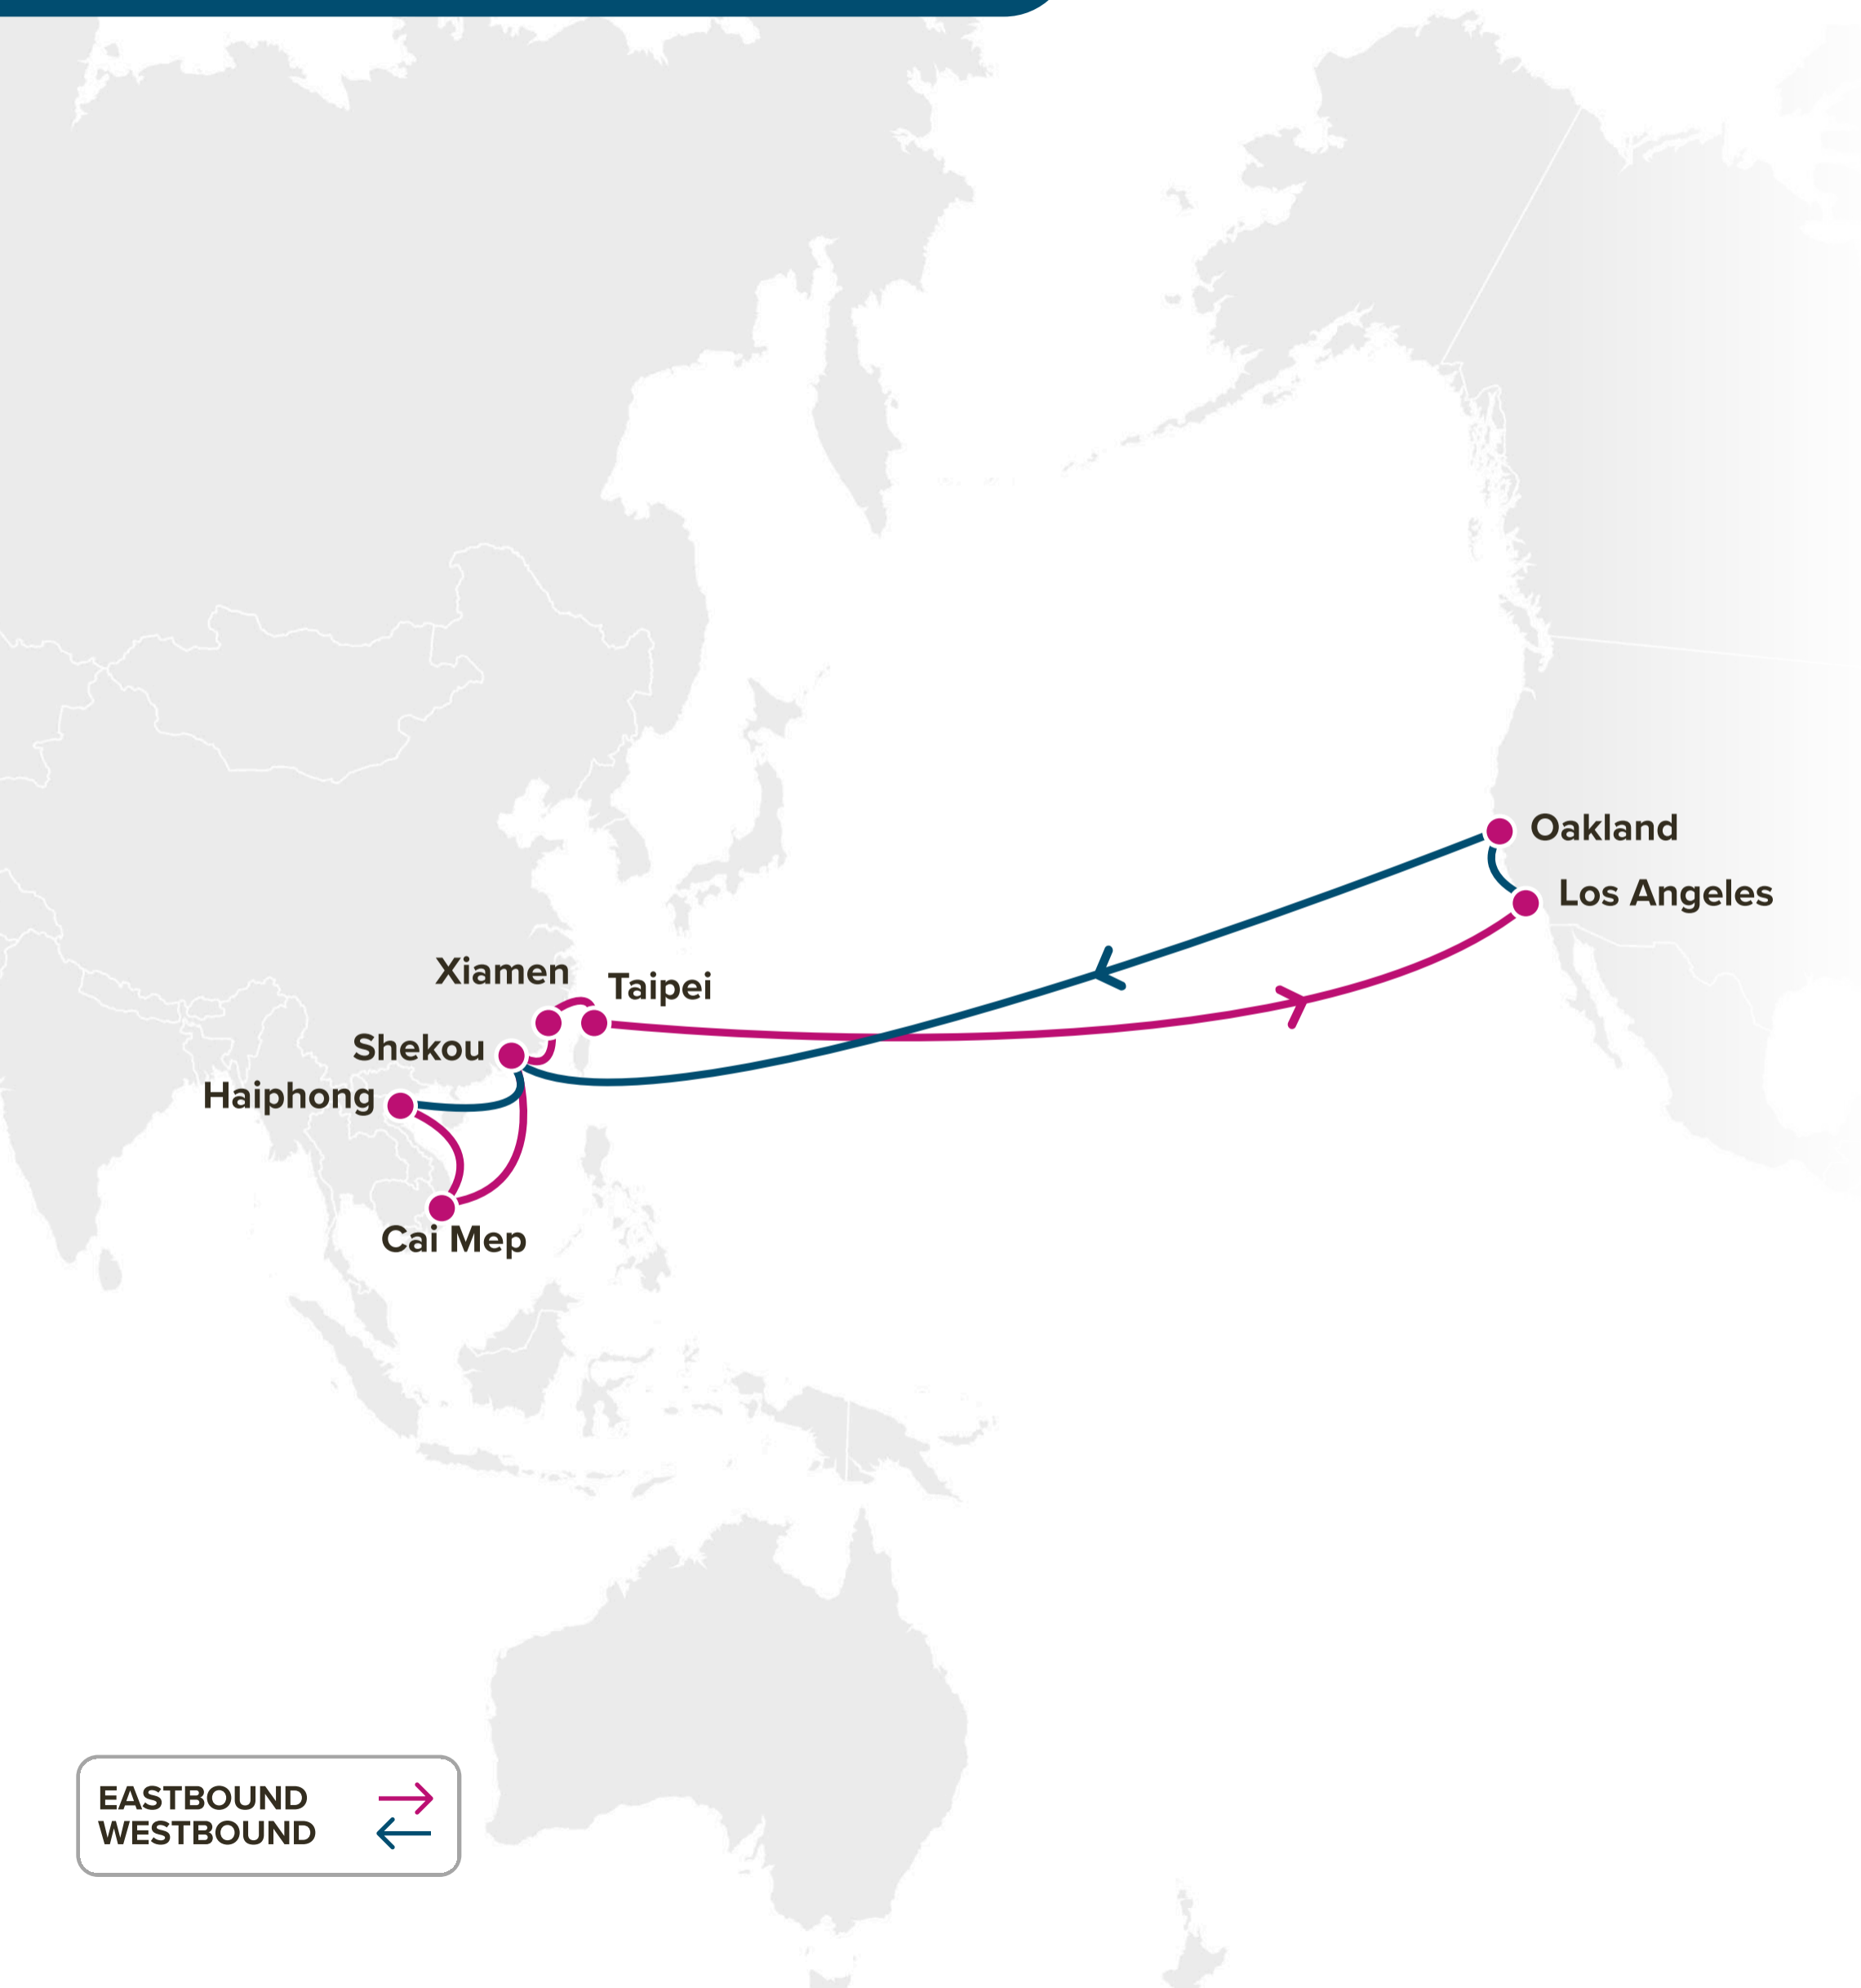 Oakland
Los Angeles
Xiamen
Taipei
Shekou
Haiphong
Cai Mep
EASTBOUND
WESTBOUND